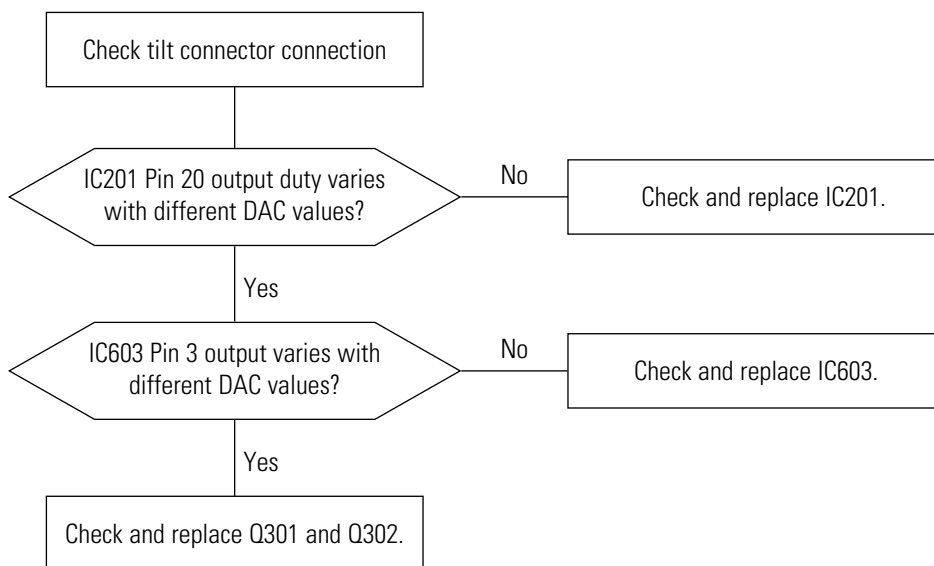 Check tilt connector connection
IC201 Pin 20 output duty varies
with different DAC values?
No
Check and replace IC201.
Yes
IC603 Pin 3 output varies with
different DAC values?
No
Check and replace IC603.
Yes
Check and replace Q301 and Q302.